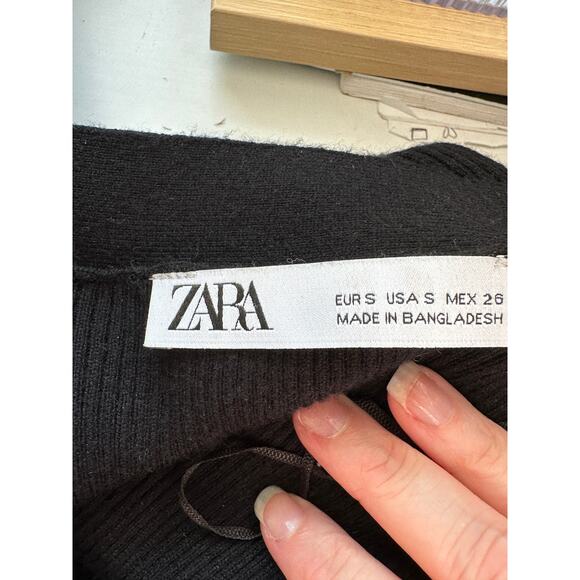 ZARA
EUR S USA S MEX 26
MADE IN BANGLADESH